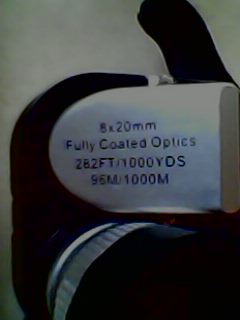 8x20mm
Fully Coated Optics
282FT/1000YDS
96M/1000M